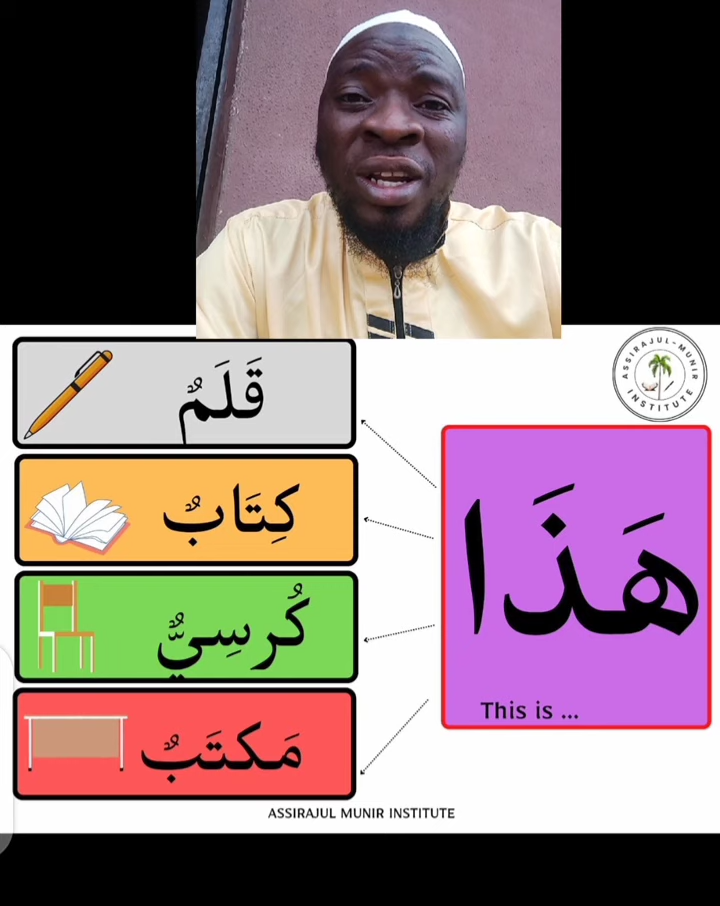 ASSIRAJUL-MUNIR
INSTITUTE
هَذَا
This is ...
قَلَمٌ
كِتَابٌ
كُرسِيٌّ
مَكتَبٌ
ASSIRAJUL MUNIR INSTITUTE